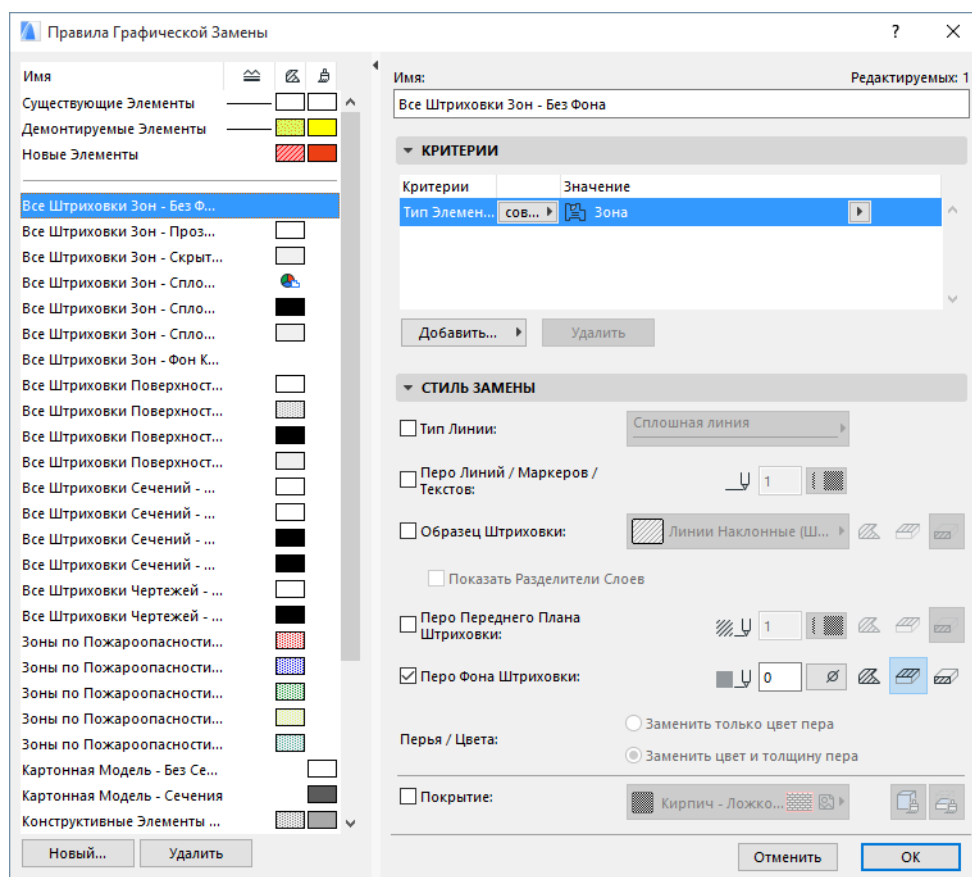 Правила Графической Замены
?
Имя
Существующие Элементы
Демонтируемые Элементы
Новые Элементы
Все Штриховки Зон - Без Ф...
Все Штриховки Зон - Проз...
Все Штриховки Зон - Скрыт...
Все Штриховки Зон - Спло...
Все Штриховки Зон - Спло...
Все Штриховки Зон - Спло...
Все Штриховки Зон - Фон К...
Все Штриховки Поверхност...
Все Штриховки Поверхност...
Все Штриховки Поверхност...
Все Штриховки Поверхност...
Все Штриховки Сечений - ...
Все Штриховки Сечений - ...
Все Штриховки Сечений - ...
Все Штриховки Сечений - ...
Все Штриховки Чертежей - ...
Все Штриховки Чертежей - ...
Зоны по Пожароопасности...
Зоны по Пожароопасности...
Зоны по Пожароопасности...
Зоны по Пожароопасности...
Зоны по Пожароопасности...
Картонная Модель - Без Се...
Картонная Модель - Сечения
Конструктивные Элементы ...
Новый...
Удалить
Имя:
Редактируемых: 1
Все Штриховки Зон - Без Фона
КРИТЕРИИ
Критерии
Значение
Тип Элемен...
сов...
Зона
Добавить...
Удалить
СТИЛЬ ЗАМЕНЫ
Тип Линии:
Сплошная линия
Перо Линий / Маркеров /
Текстов:
1
Образец Штриховки:
Линии Наклонные (Ш...
Показать Разделители Слоев
Перо Переднего Плана
Штриховки:
1
Перо Фона Штриховки:
0
Перья / Цвета:
Заменить только цвет пера
Заменить цвет и толщину пера
Покрытие:
Кирпич - Ложко...
Отменить
OK